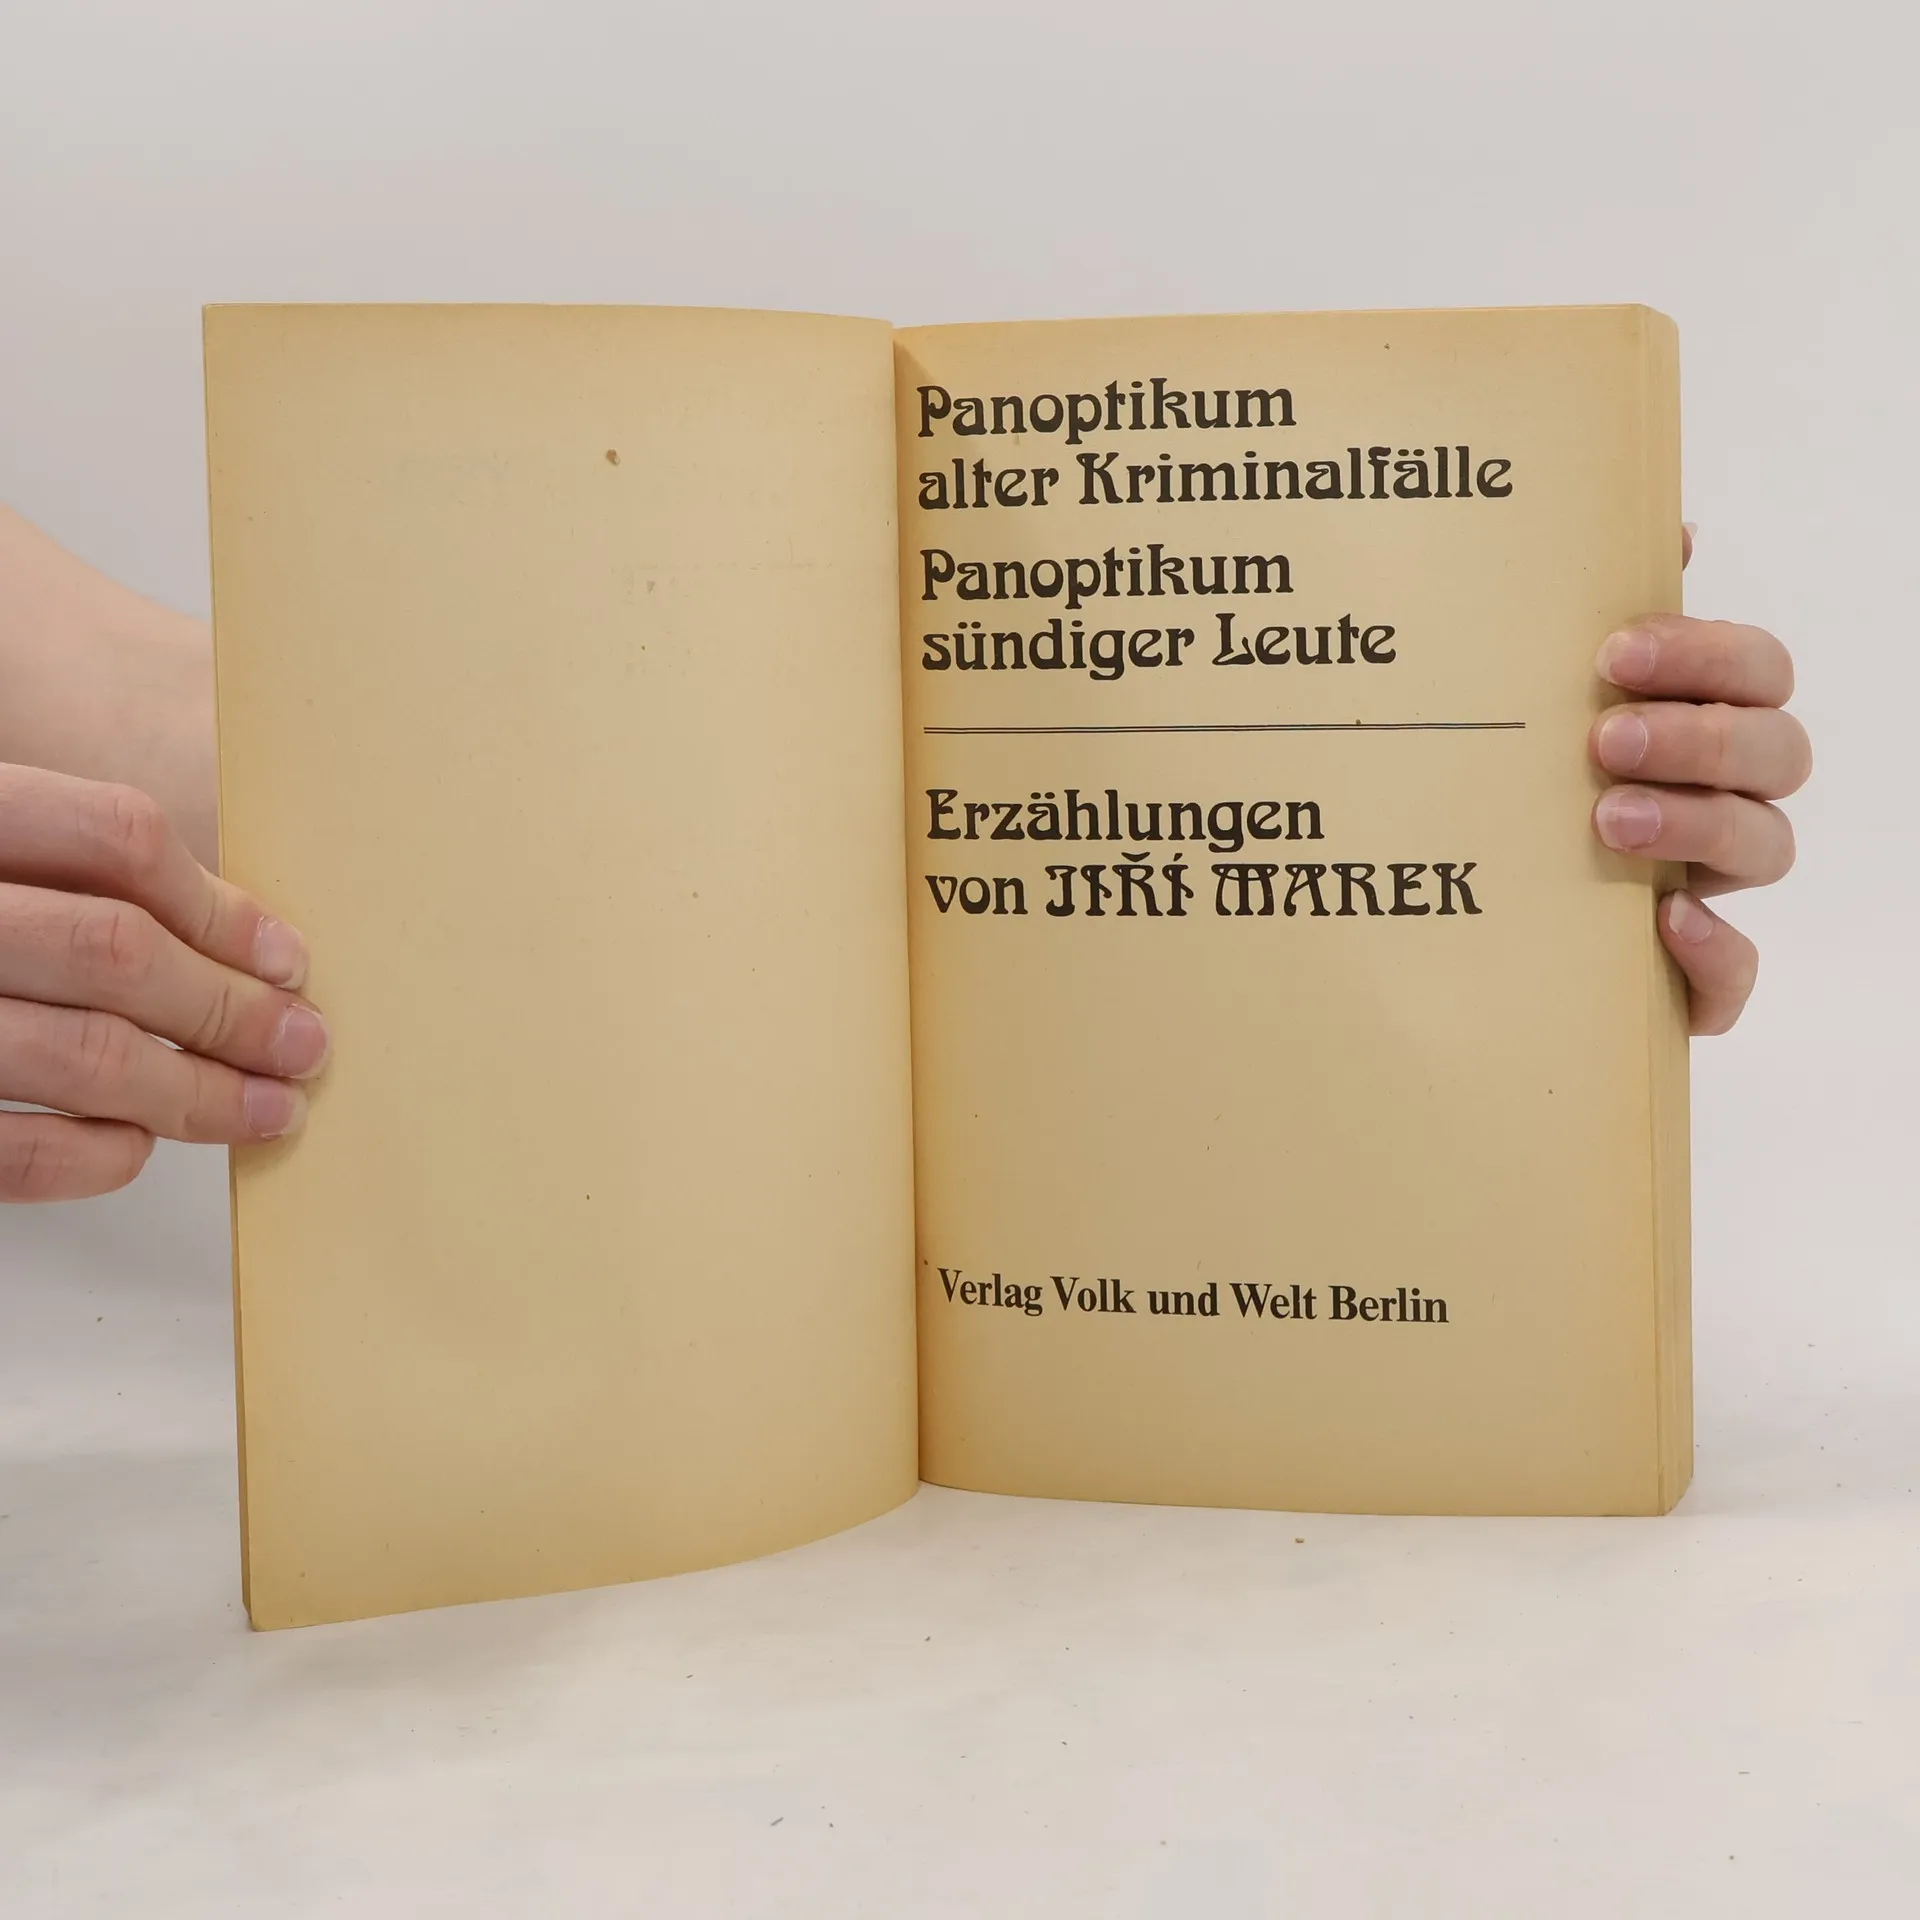 Panoptikum
alter Kriminalfälle
Panoptikum
sündiger Leute
Erzählungen
von JIŘÍ MAREK
Verlag Volk und Welt Berlin